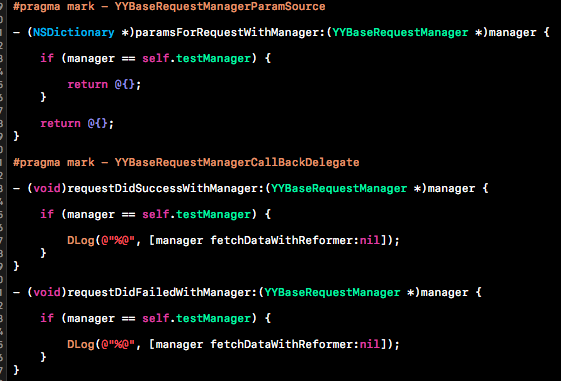 #pragma mark – YYBaseRequestManagerParamSource
– (NSDictionary *)paramsForRequestWithManager:(YYBaseRequestManager *)manager {
if (manager == self.testManager) {
return @{};
}
return @{};
}
#pragma mark – YYBaseRequestManagerCallBackDelegate
– (void)requestDidSuccessWithManager:(YYBaseRequestManager *)manager {
if (manager == self.testManager) {
DLog(@"%@", [manager fetchDataWithReformer:nil]);
}
}
– (void)requestDidFailedWithManager:(YYBaseRequestManager *)manager {
if (manager == self.testManager) {
DLog(@"%@", [manager fetchDataWithReformer:nil]);
}
}